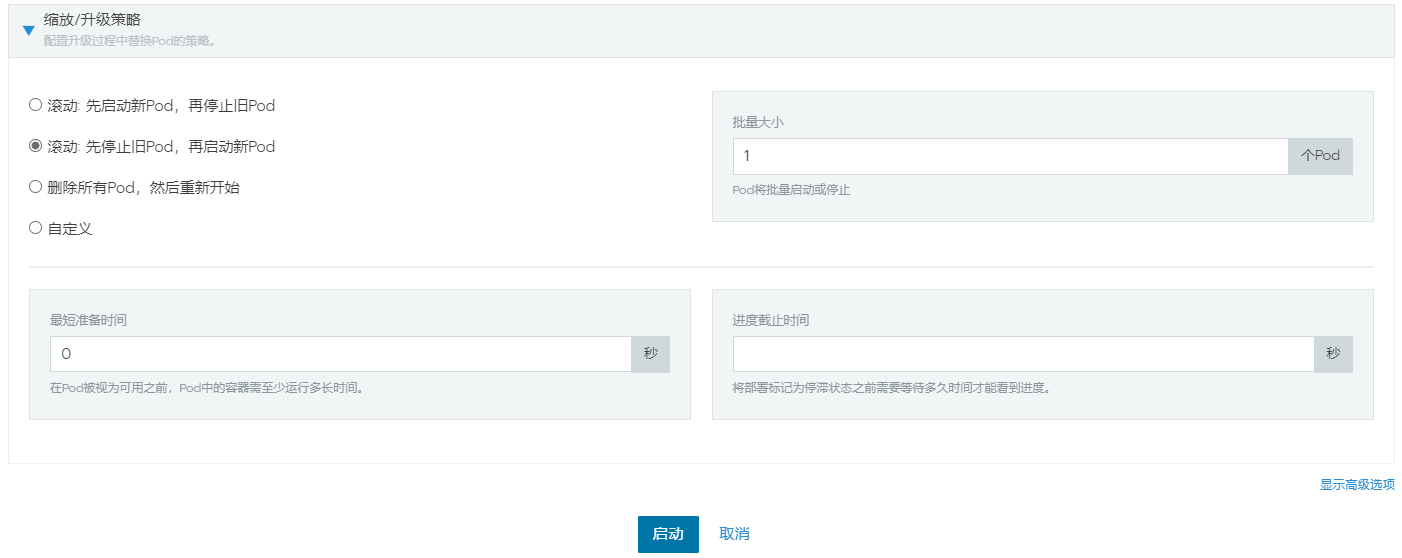 缩放/升级策略
配置升级过程中替换Pod的策略。
滚动: 先启动新Pod，再停止旧Pod
滚动: 先停止旧Pod，再启动新Pod
删除所有Pod，然后重新开始
自定义
批量大小
1
个Pod
Pod将批量启动或停止
最短准备时间
0
秒
在Pod被视为可用之前，Pod中的容器需至少运行多长时间。
进度截止时间
秒
将部署标记为停滞状态之前需要等待多久时间才能看到进度。
显示高级选项
启动
取消